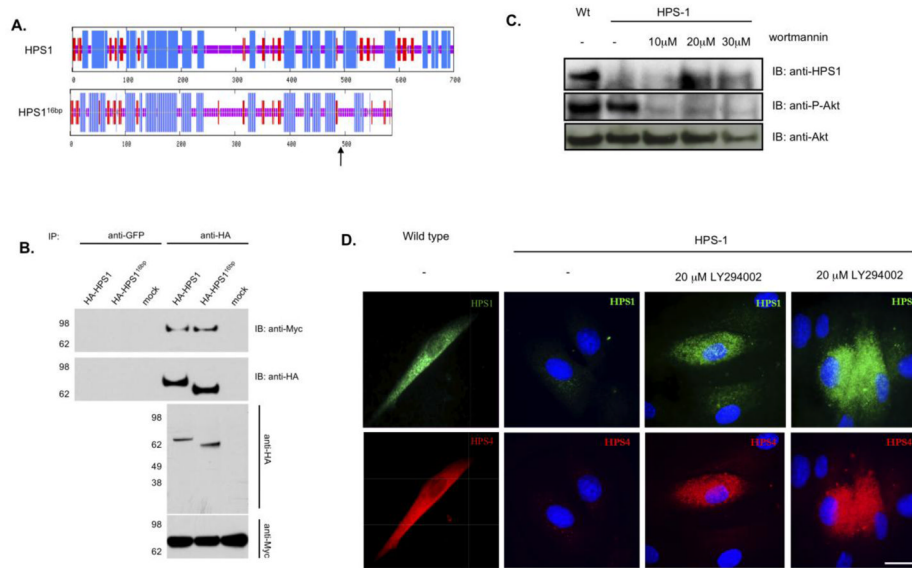 A.
HPS1
0 100 200 300 400 500 600 700
HPS1^16bp
0 100 200 300 400 500
C.
Wt HPS-1
- - 10µM 20µM 30µM wortmannin
IB: anti-HPS1
IB: anti-P-Akt
IB: anti-Akt
B.
IP: anti-GFP anti-HA
HA-HPS1 HA-HPS1^16bp mock HA-HPS1 HA-HPS1^16bp mock
98
62
IB: anti-Myc
98
62
IB: anti-HA
98
62
49
38
anti-HA
98
62
anti-Myc
D.
Wild type HPS-1
- - 20 µM LY294002 20 µM LY294002
HPS1 HPS1 HPS1 HPS1
HPS4 HPS4 HPS4 HPS4